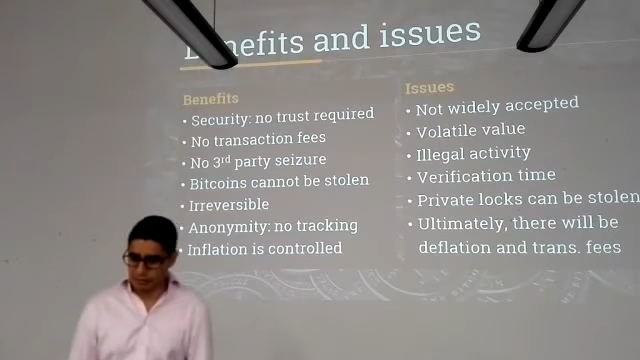 Benefits and issues
Benefits
• Security: no trust required
• No transaction fees
• No 3rd party seizure
• Bitcoins cannot be stolen
• Irreversible
• Anonymity: no tracking
• Inflation is controlled
Issues
• Not widely accepted
• Volatile value
• Illegal activity
• Verification time
• Private locks can be stolen
• Ultimately, there will be
deflation and trans. fees